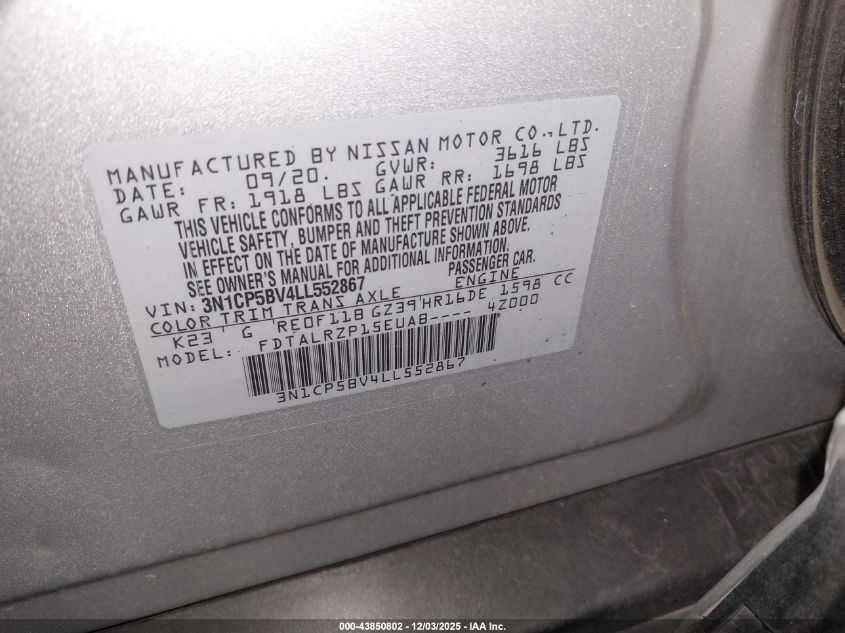 MANUFACTURED BY NISSAN MOTOR CO., LTD.
DATE: 09/20. GVWR: 3616 LBS
GAWR FR: 1918 LBS GAWR RR: 1698 LBS
THIS VEHICLE CONFORMS TO ALL APPLICABLE FEDERAL MOTOR
VEHICLE SAFETY, BUMPER AND THEFT PREVENTION STANDARDS
IN EFFECT ON THE DATE OF MANUFACTURE SHOWN ABOVE.
SEE OWNER'S MANUAL FOR ADDITIONAL INFORMATION.
VIN: 3N1CP5BV4LL552867 PASSENGER CAR.
COLOR TRIM TRANS AXLE ENGINE
K23 G RE0F11B GZ39 HR16DE 1598 CC
MODEL: FDTALRZP15EUAB---- 4Z000
3N1CP5BV4LL552867
000-43850802 - 12/03/2025 - IAA Inc.